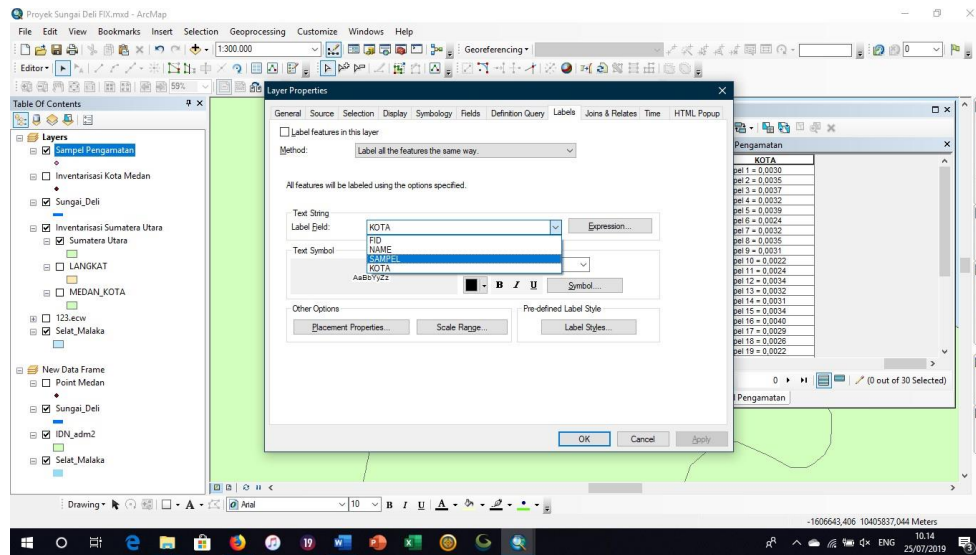 Proyek Sungai Deli FIX.mxd - ArcMap
File Edit View Bookmarks Insert Selection Geoprocessing Customize Windows Help
1:300.000
Georeferencing
0
Editor
59%
Table Of Contents
Layers
Sampel Pengamatan
Inventarisasi Kota Medan
Sungai_Deli
Inventarisasi Sumatera Utara
Sumatera Utara
LANGKAT
MEDAN_KOTA
123.ecw
Selat_Malaka
New Data Frame
Point Medan
Sungai_Deli
IDN_adm2
Selat_Malaka
Layer Properties
General Source Selection Display Symbology Fields Definition Query Labels Joins & Relates Time HTML Popup
Label features in this layer
Method: Label all the features the same way.
All features will be labeled using the options specified.
Text String
Label Field: KOTA Expression...
FID
NAME
SAMPEL
KOTA
Text Symbol
AaBbYyZz
B I U Symbol...
Other Options
Placement Properties... Scale Range...
Pre-defined Label Style
Label Styles...
OK Cancel Apply
Pengamatan
KOTA
pel 1 = 0,0030
pel 2 = 0,0035
pel 3 = 0,0037
pel 4 = 0,0032
pel 5 = 0,0039
pel 6 = 0,0024
pel 7 = 0,0032
pel 8 = 0,0035
pel 9 = 0,0031
pel 10 = 0,0022
pel 11 = 0,0024
pel 12 = 0,0034
pel 13 = 0,0032
pel 14 = 0,0031
pel 15 = 0,0034
pel 16 = 0,0040
pel 17 = 0,0029
pel 18 = 0,0026
pel 19 = 0,0022
0 (0 out of 30 Selected)
Pengamatan
Drawing A Arial 10 B I U A
-1606643,406 10405837,044 Meters
19
ENG
10.14
25/07/2019